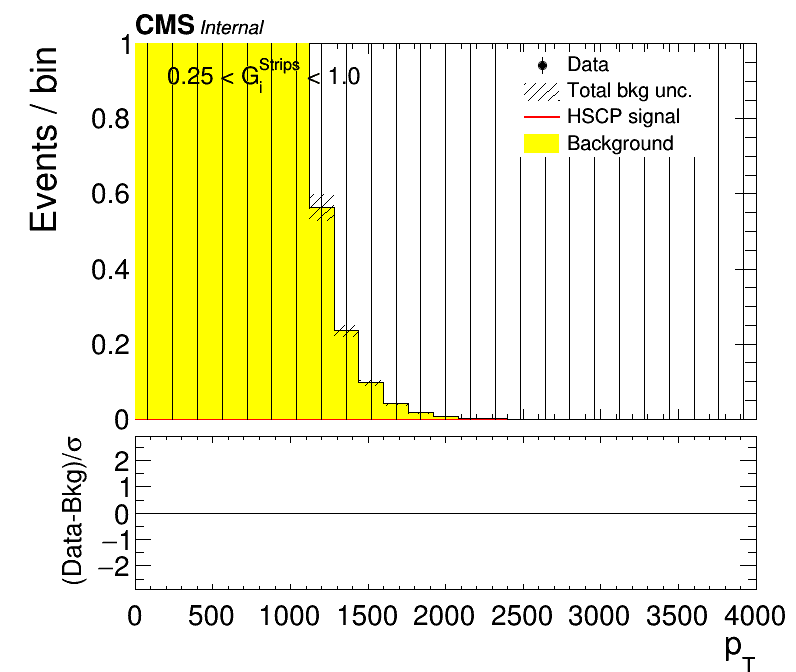 CMS Internal
Events / bin
1
0.8
0.6
0.4
0.2
0
0.25 < G_i^Strips < 1.0
Data
Total bkg unc.
HSCP signal
Background
(Data-Bkg)/σ
2
1
0
−1
−2
0 500 1000 1500 2000 2500 3000 3500 4000
p_T